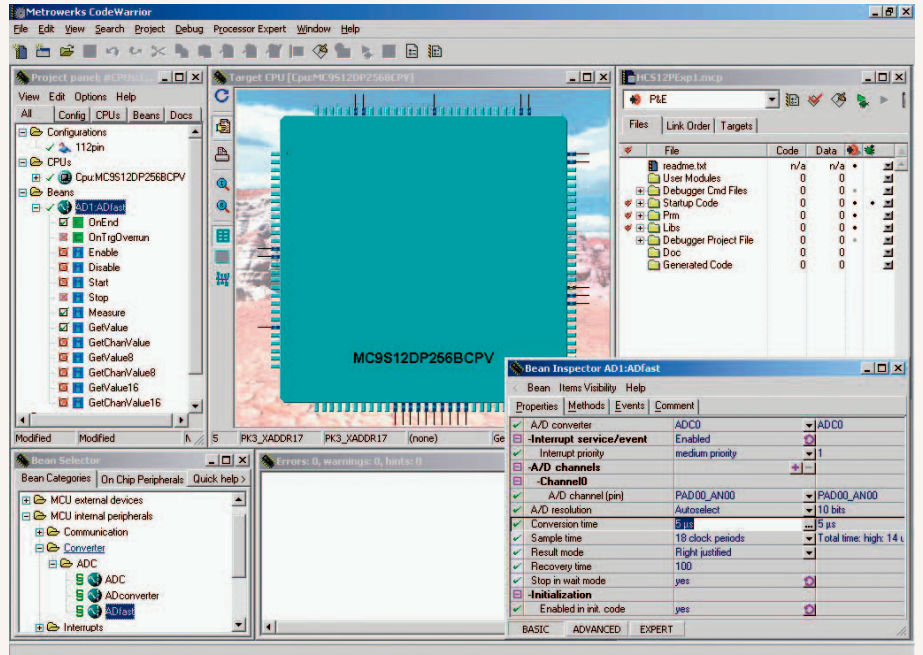 Metrowerks CodeWarrior
File Edit View Search Project Debug Processor Expert Window Help
Project panel: #CPUs:
View Edit Options Help
All Config CPUs Beans Docs
Configurations
112pin
CPUs
Cpu:MC9S12DP256BCPV
Beans
AD1:ADfast
OnEnd
OnTrgOverrun
Enable
Disable
Start
Stop
Measure
GetValue
GetChanValue
GetValue8
GetChanValue8
GetValue16
GetChanValue16
Modified Modified
Target CPU [Cpu:MC9S12DP256BCPV]
MC9S12DP256BCPV
5 PK3_XADDR17 PK3_XADDR17 (none) Ge
HCS12PExp1.mcp
P&E
Files Link Order Targets
File Code Data
readme.txt n/a n/a
User Modules 0 0
Debugger Cmd Files 0 0
Startup Code 0 0
Prm 0 0
Libs 0 0
Debugger Project File 0 0
Doc 0 0
Generated Code 0 0
Bean Selector
Bean Categories On Chip Peripherals Quick help >
MCU external devices
MCU internal peripherals
Communication
Converter
ADC
ADC
ADconverter
ADfast
Interrupts
Errors: 0, warnings: 0, hints: 0
Bean Inspector AD1:ADfast
< Bean Items Visibility Help
Properties Methods Events Comment
A/D converter ADC0 ADC0
-Interrupt service/event Enabled
Interrupt priority medium priority 1
-A/D channels + -
-Channel0
A/D channel (pin) PAD00_AN00 PAD00_AN00
A/D resolution Autoselect 10 bits
Conversion time 5 µs ... 5 µs
Sample time 18 clock periods Total time: high: 14 u
Result mode Right justified
Recovery time 100
Stop in wait mode yes
-Initialization
Enabled in init. code yes
BASIC ADVANCED EXPERT